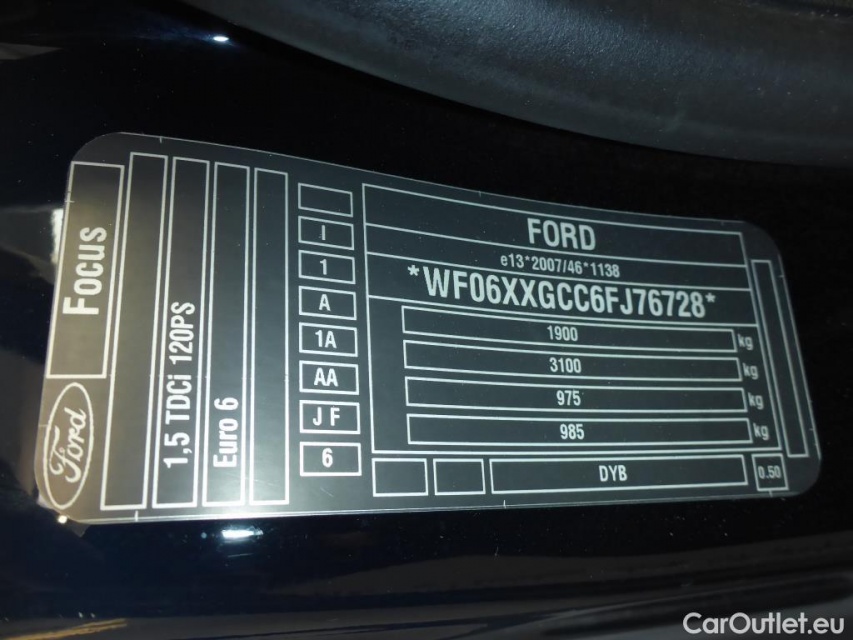 Focus
Ford
1,5 TDCi 120PS
Euro 6
I
1
A
1A
AA
J F
6
FORD
e13*2007/46*1138
*WF06XXGCC6FJ76728*
1900 kg
3100 kg
975 kg
985 kg
DYB
0.50
CarOutlet.eu